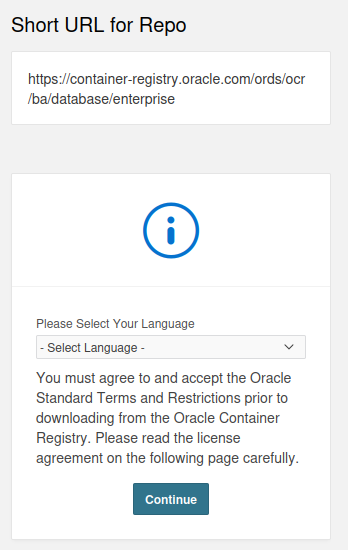 Short URL for Repo
https://container-registry.oracle.com/ords/ocr
/ba/database/enterprise
Please Select Your Language
- Select Language -
You must agree to and accept the Oracle
Standard Terms and Restrictions prior to
downloading from the Oracle Container
Registry. Please read the license
agreement on the following page carefully.
Continue